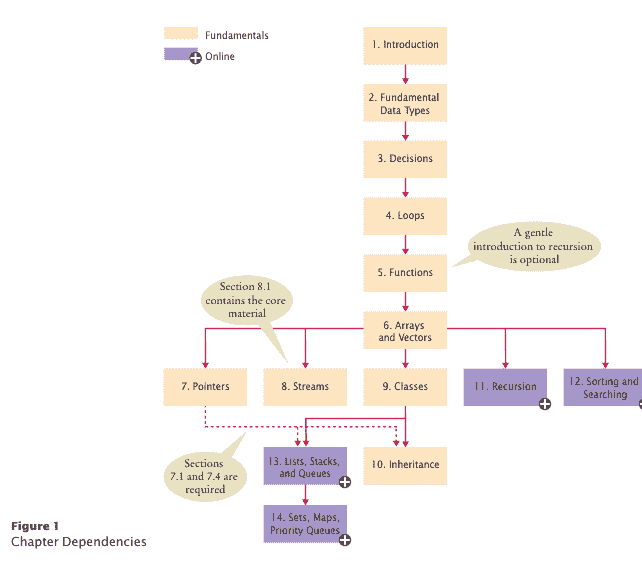 Fundamentals
Online
1. Introduction
2. Fundamental
Data Types
3. Decisions
4. Loops
A gentle
introduction to recursion
is optional
5. Functions
Section 8.1
contains the core
material
6. Arrays
and Vectors
7. Pointers
8. Streams
9. Classes
11. Recursion
12. Sorting and
Searching
Sections
7.1 and 7.4 are
required
13. Lists, Stacks,
and Queues
10. Inheritance
14. Sets, Maps,
Priority Queues
Figure 1
Chapter Dependencies